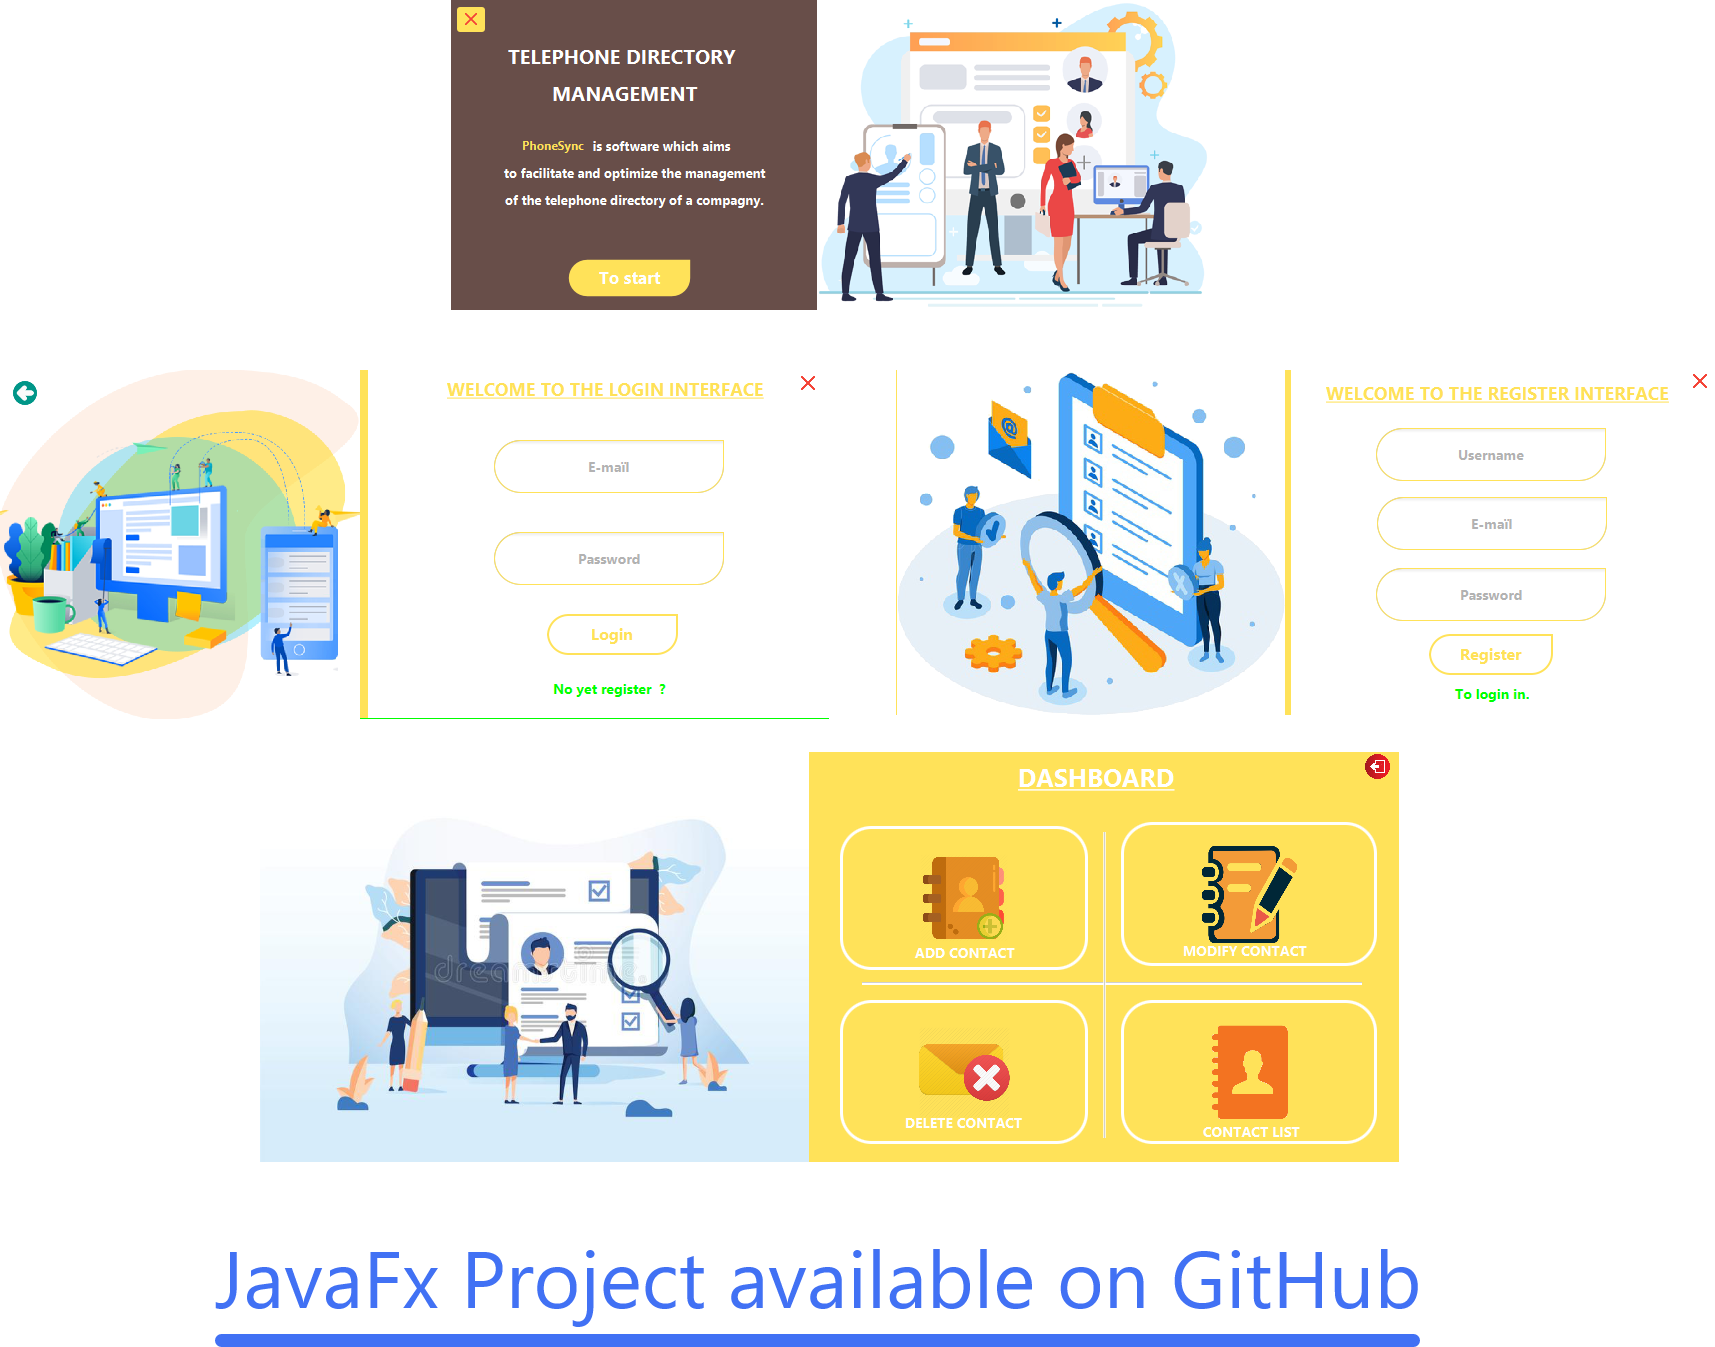 TELEPHONE DIRECTORY
MANAGEMENT
PhoneSync is software which aims
to facilitate and optimize the management
of the telephone directory of a compagny.
To start
WELCOME TO THE LOGIN INTERFACE
E-maïl
Password
Login
No yet register ?
WELCOME TO THE REGISTER INTERFACE
Username
E-maïl
Password
Register
To login in.
dreamstime
DASHBOARD
ADD CONTACT
MODIFY CONTACT
DELETE CONTACT
CONTACT LIST
JavaFx Project available on GitHub